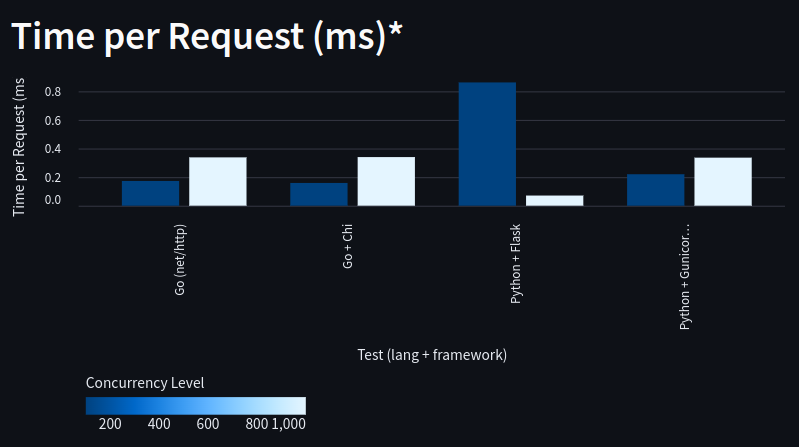 Time per Request (ms)*
Time per Request (ms
0.8
0.6
0.4
0.2
0.0
Go (net/http)
Go + Chi
Python + Flask
Python + Gunicor…
Test (lang + framework)
Concurrency Level
200 400 600 800 1,000